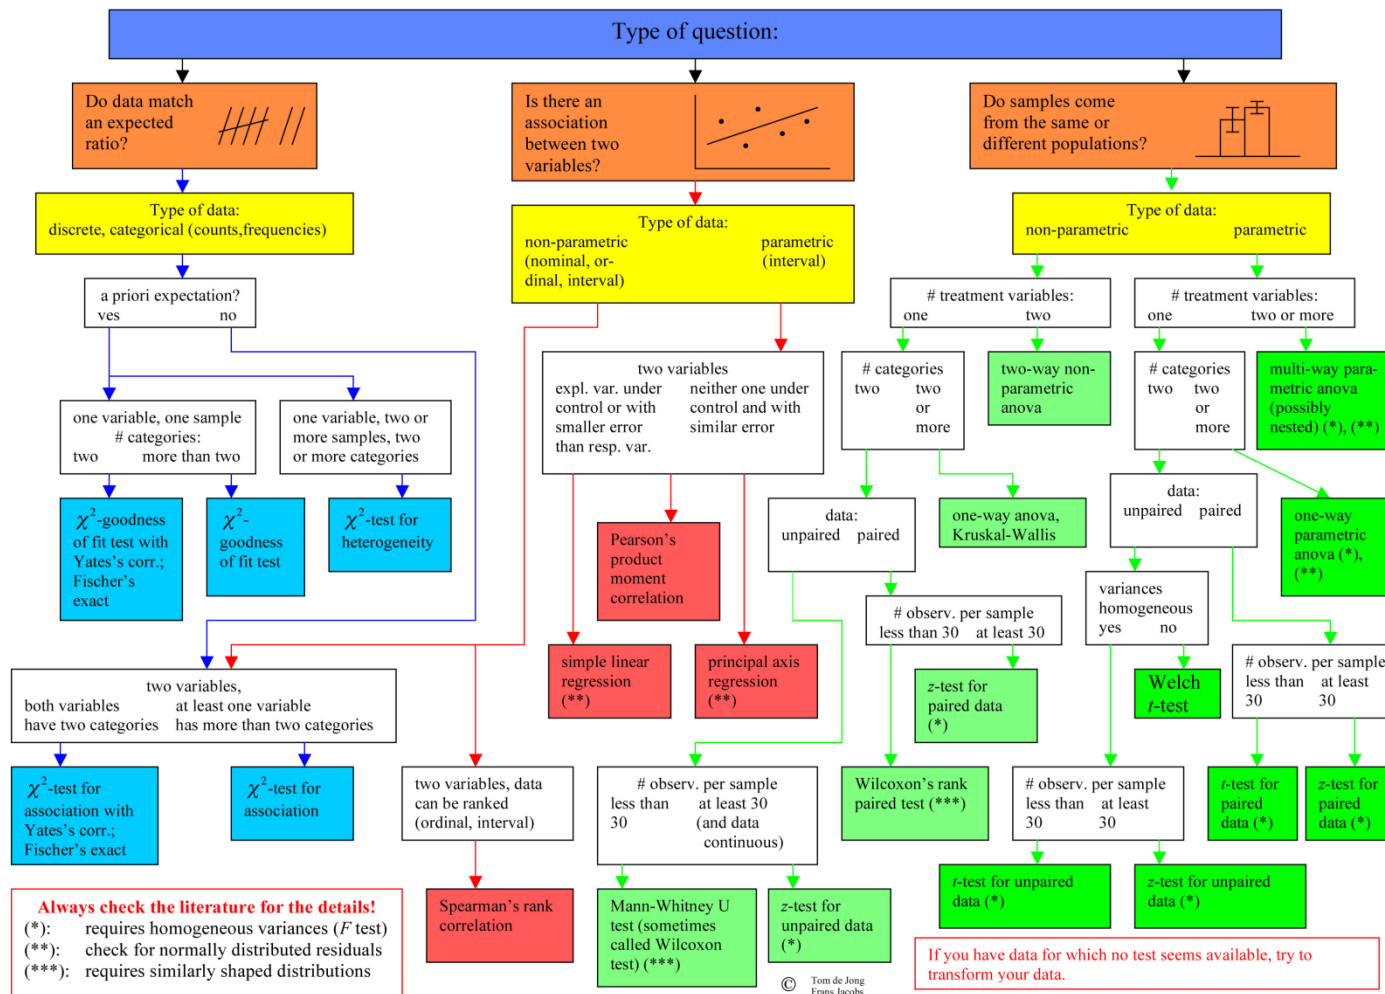 Type of question:
Do data match
an expected
ratio?
Is there an
association
between two
variables?
Do samples come
from the same or
different populations?
Type of data:
discrete, categorical (counts,frequencies)
Type of data:
non-parametric parametric
(nominal, or- (interval)
dinal, interval)
Type of data:
non-parametric parametric
a priori expectation?
yes no
# treatment variables:
one two
# treatment variables:
one two or more
two variables
expl. var. under neither one under
control or with control and with
smaller error similar error
than resp. var.
# categories
two two
or
more
two-way non-
parametric
anova
# categories
two two
or
more
multi-way para-
metric anova
(possibly
nested) (*), (**)
one variable, one sample
# categories:
two more than two
one variable, two or
more samples, two
or more categories
χ²-goodness
of fit test with
Yates's corr.;
Fischer's
exact
χ²-
goodness
of fit test
χ²-test for
heterogeneity
Pearson's
product
moment
correlation
data:
unpaired paired
one-way anova,
Kruskal-Wallis
data:
unpaired paired
one-way
parametric
anova (*),
(**)
variances
homogeneous
yes no
# observ. per sample
less than 30 at least 30
simple linear
regression
(**)
principal axis
regression
(**)
z-test for
paired data
(*)
Welch
t-test
# observ. per sample
less than at least
30 30
two variables,
both variables at least one variable
have two categories has more than two categories
χ²-test for
association with
Yates's corr.;
Fischer's exact
χ²-test for
association
two variables, data
can be ranked
(ordinal, interval)
# observ. per sample
less than at least 30
30 (and data
continuous)
Wilcoxon's rank
paired test (***)
# observ. per sample
less than at least
30 30
t-test for
paired
data (*)
z-test for
paired
data (*)
Spearman's rank
correlation
Mann-Whitney U
test (sometimes
called Wilcoxon
test) (***)
z-test for
unpaired data
(*)
t-test for unpaired
data (*)
z-test for unpaired
data (*)
Always check the literature for the details!
(*): requires homogeneous variances (F test)
(**): check for normally distributed residuals
(***): requires similarly shaped distributions
If you have data for which no test seems available, try to
transform your data.
© Tom de Jong
Frans Jacobs